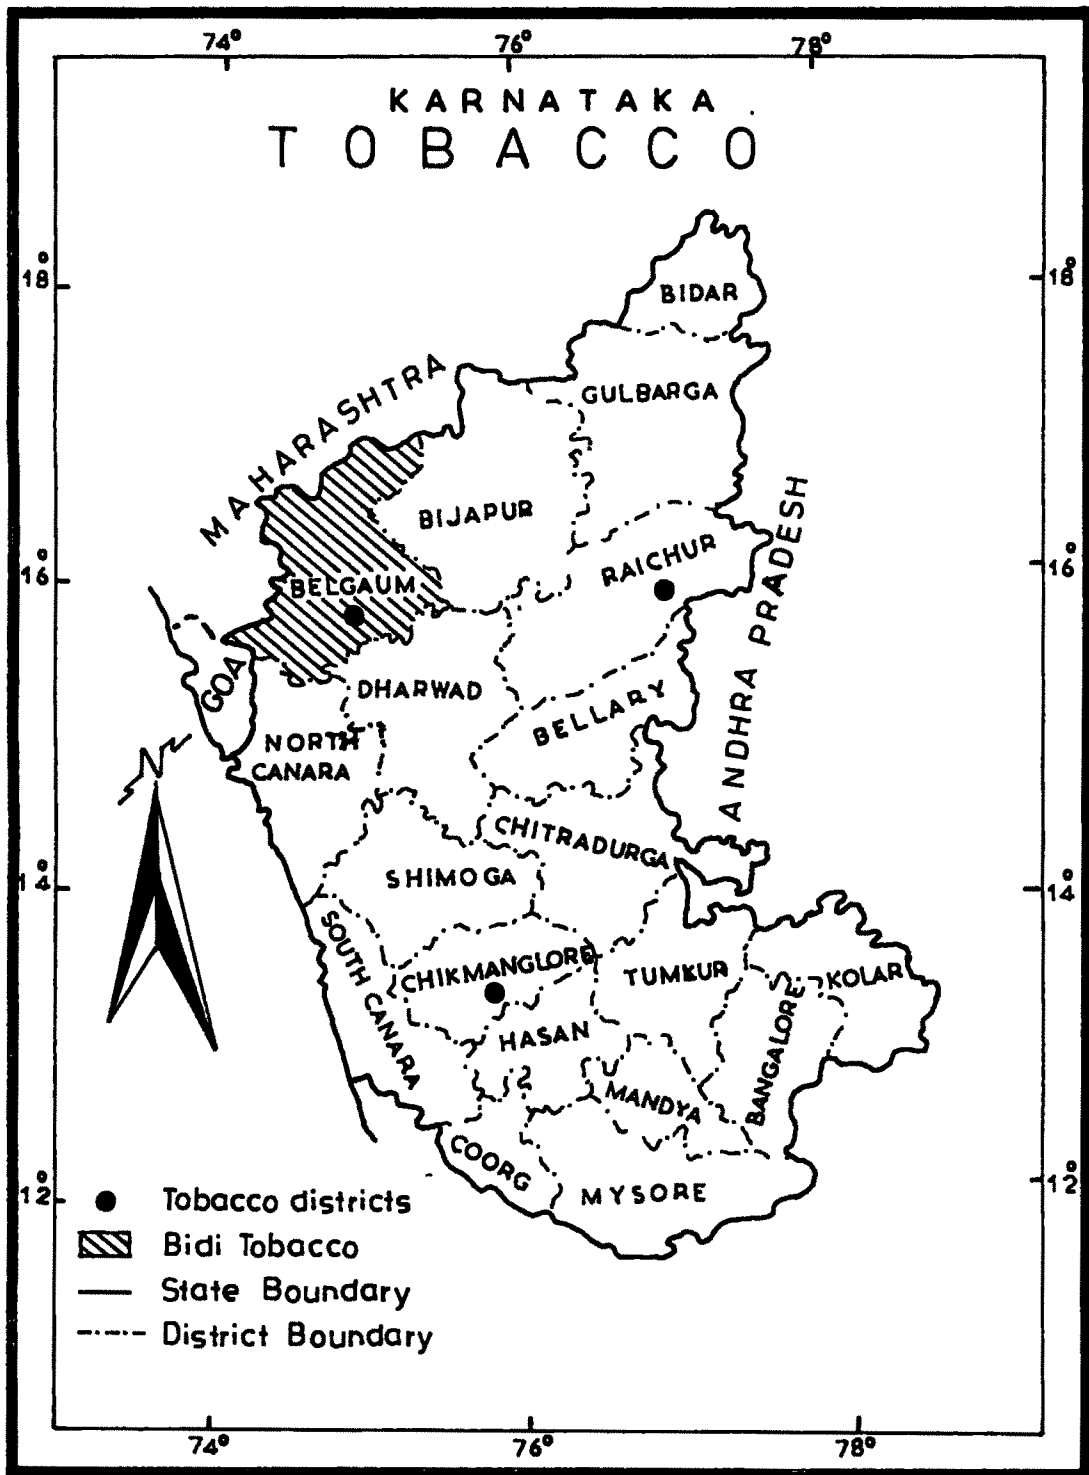 74° 76° 78°
KARNATAKA
TOBACCO
18° 18°
BIDAR
MAHARASHTRA
GULBARGA
BIJAPUR
ANDHRA PRADESH
RAICHUR
16° 16°
BELGAUM
GOA
DHARWAD
BELLARY
NORTH
CANARA
N
CHITRADURGA
14° 14°
SHIMOGA
SOUTH CANARA
CHIKMANGLORE
TUMKUR
KOLAR
BANGALORE
HASAN
MANDYA
COORG
MYSORE
12° 12°
Tobacco districts
Bidi Tobacco
State Boundary
District Boundary
74° 76° 78°